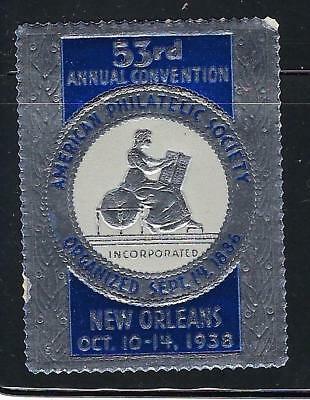 53rd
ANNUAL CONVENTION
AMERICAN PHILATELIC SOCIETY
INCORPORATED
ORGANIZED SEPT. 14, 1886
NEW ORLEANS
OCT. 10-14, 1938